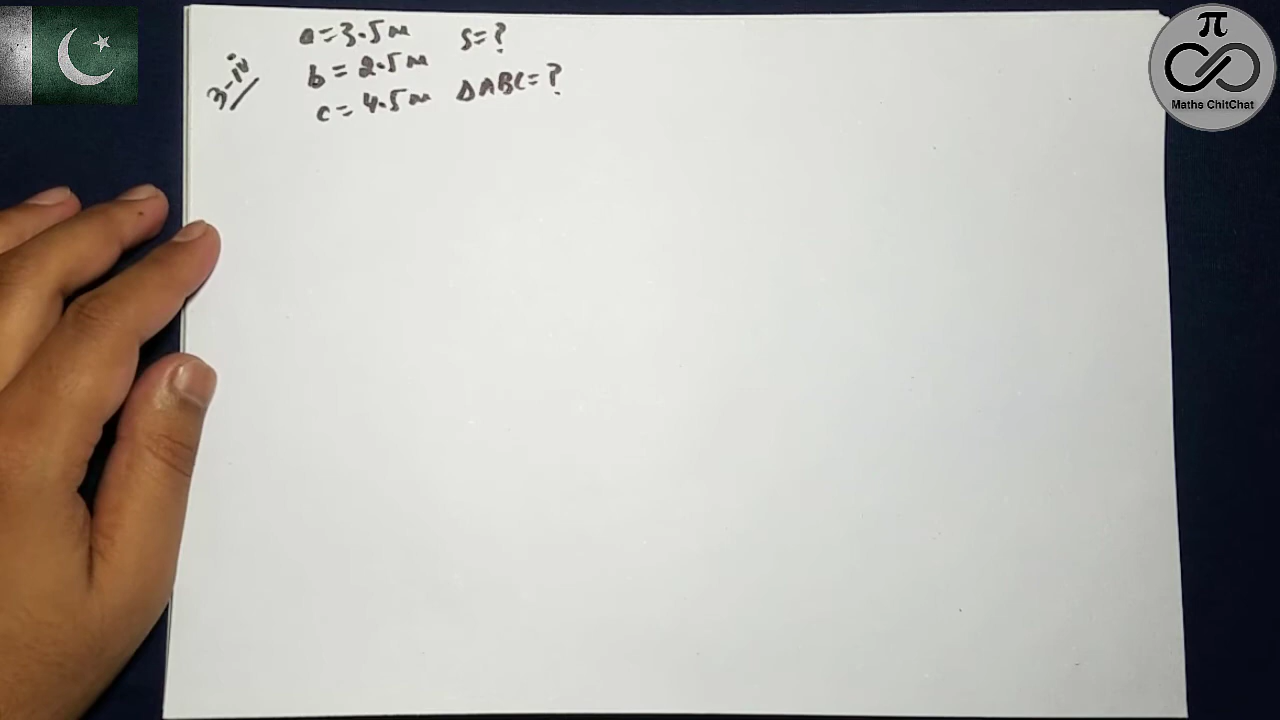 3-iv
a = 3.5m s = ?
b = 2.5m
c = 4.5m ΔABC = ?
π
Maths ChitChat